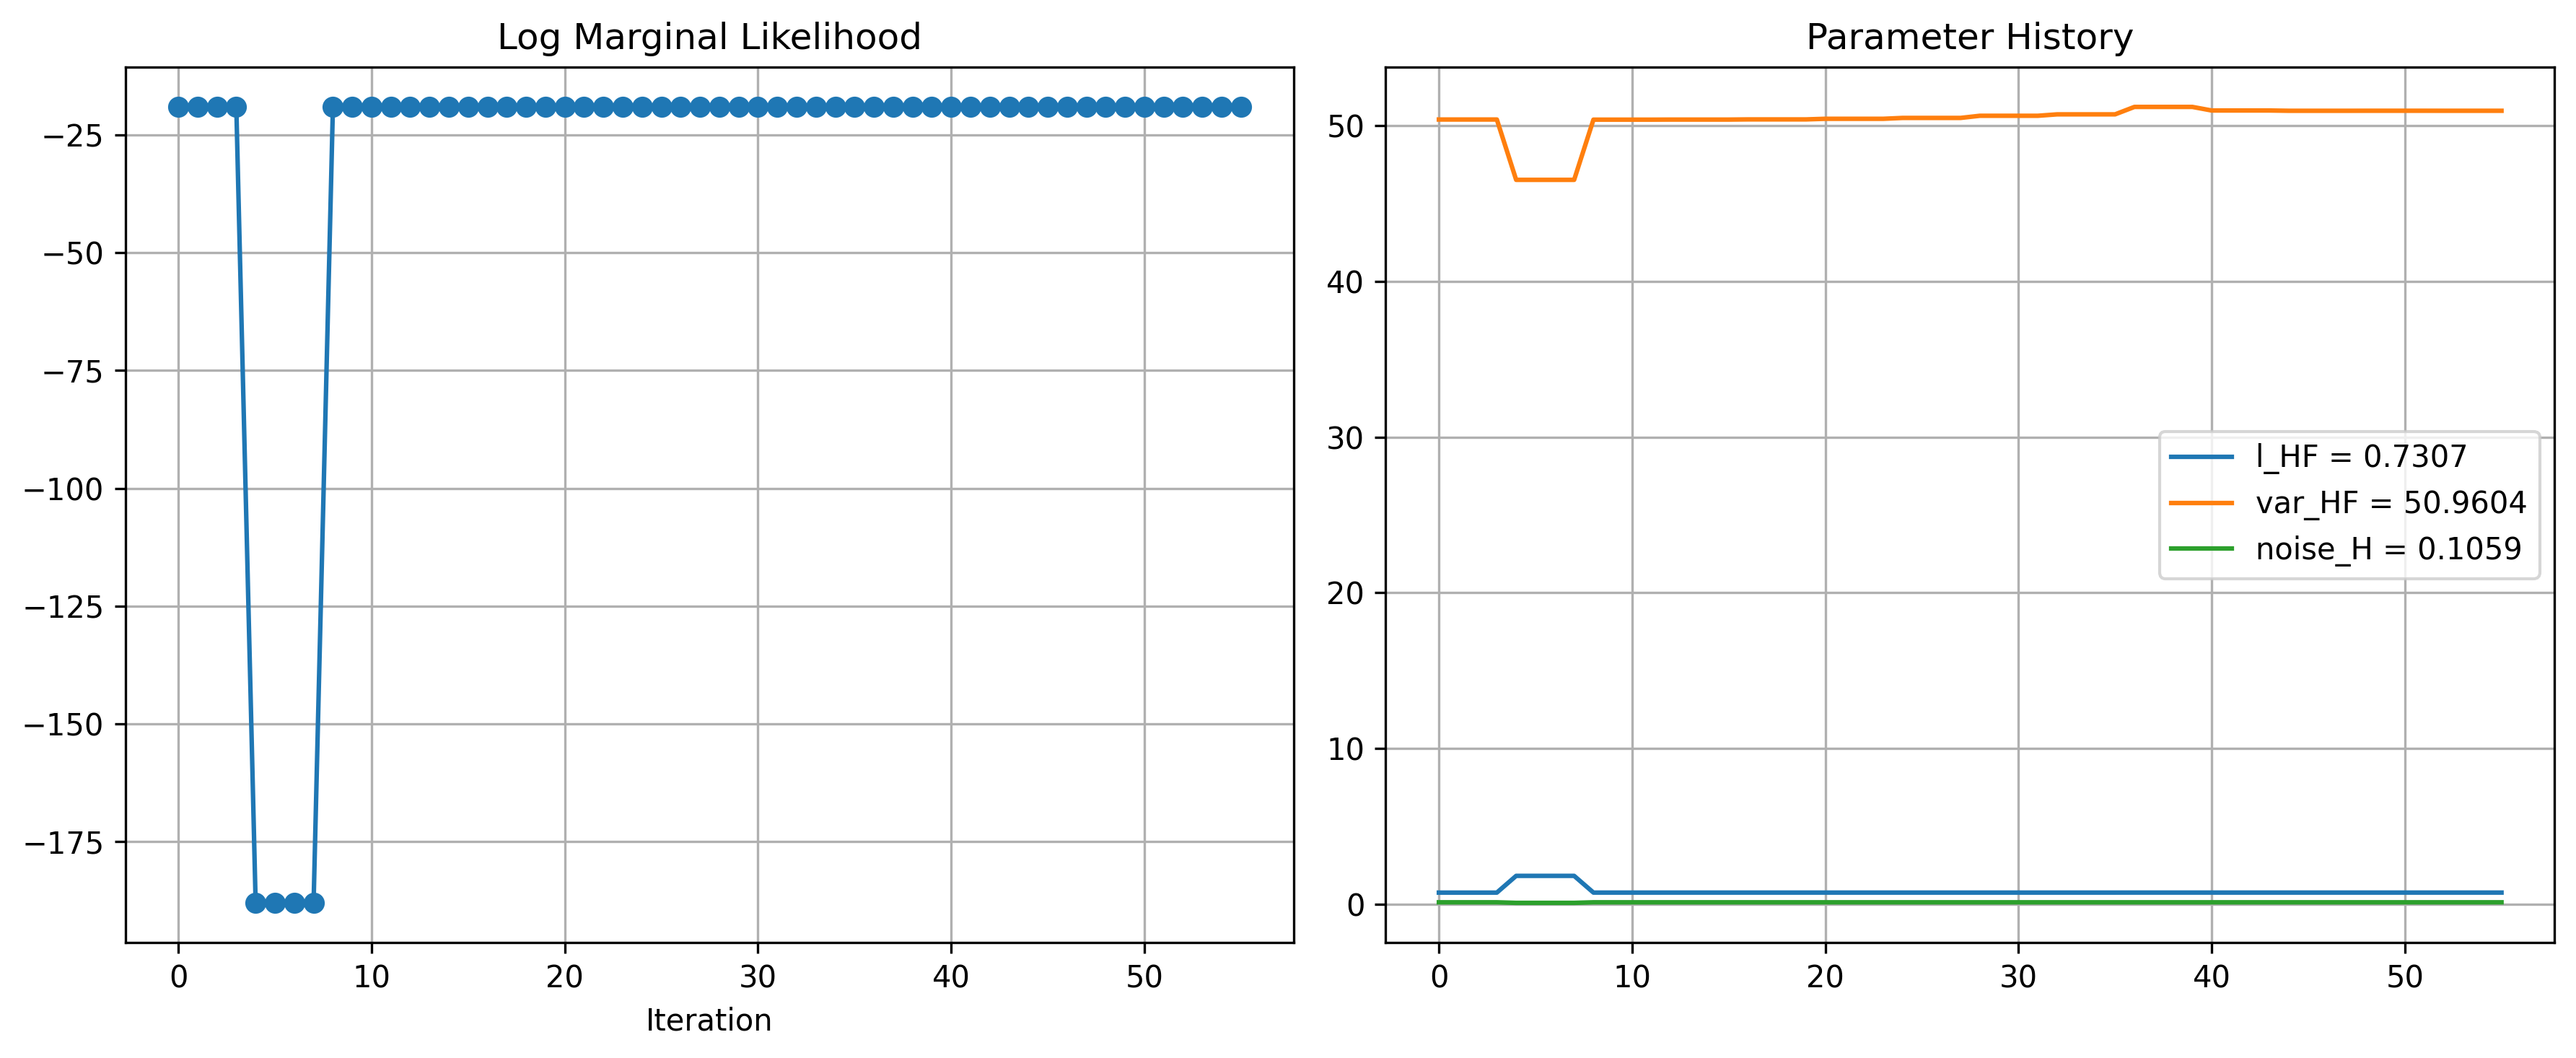 Log Marginal Likelihood
−25
−50
−75
−100
−125
−150
−175
0 10 20 30 40 50
Iteration
Parameter History
50
40
30
20
10
0
l_HF = 0.7307
var_HF = 50.9604
noise_H = 0.1059
0 10 20 30 40 50